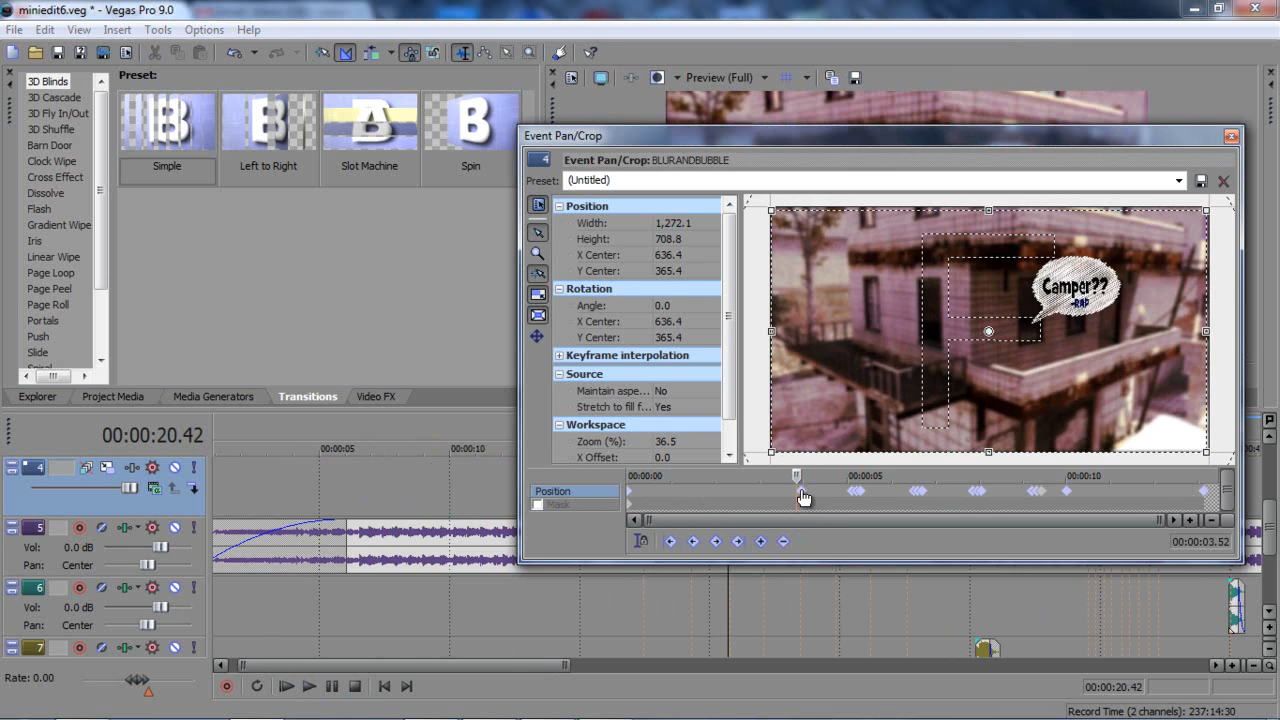 miniedit6.veg * - Vegas Pro 9.0
File Edit View Insert Tools Options Help
3D Blinds
3D Cascade
3D Fly In/Out
3D Shuffle
Barn Door
Clock Wipe
Cross Effect
Dissolve
Flash
Gradient Wipe
Iris
Linear Wipe
Page Loop
Page Peel
Page Roll
Portals
Push
Slide
Spiral
Preset:
Simple Left to Right Slot Machine Spin
Preview (Full)
Explorer Project Media Media Generators Transitions Video FX
Event Pan/Crop
4 Event Pan/Crop: BLURANDBUBBLE
Preset: (Untitled)
Position
Width: 1,272.1
Height: 708.8
X Center: 636.4
Y Center: 365.4
Rotation
Angle: 0.0
X Center: 636.4
Y Center: 365.4
Keyframe interpolation
Source
Maintain aspe... No
Stretch to fill f... Yes
Workspace
Zoom (%): 36.5
X Offset: 0.0
Camper??
-RAP
00:00:00 00:00:05 00:00:10
Position
Mask
00:00:03.52
00:00:20.42
00:00:05 00:00:10
4
5
Vol: 0.0 dB
Pan: Center
6
Vol: 0.0 dB
Pan: Center
7
Rate: 0.00
00:00:20.42
Record Time (2 channels): 237:14:30